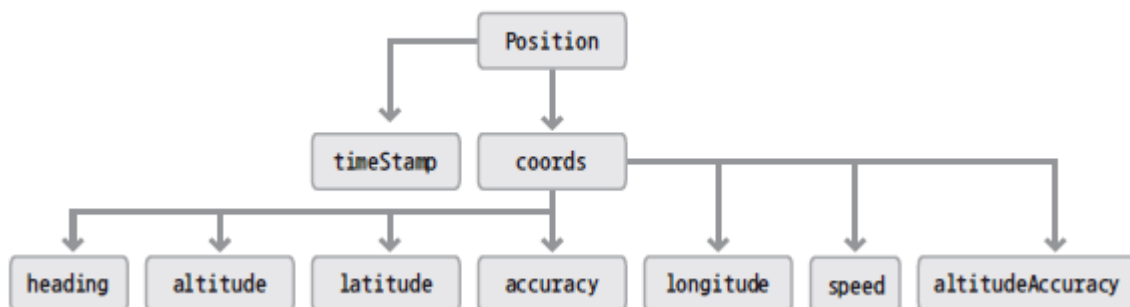 Position
timeStamp
coords
heading
altitude
latitude
accuracy
longitude
speed
altitudeAccuracy